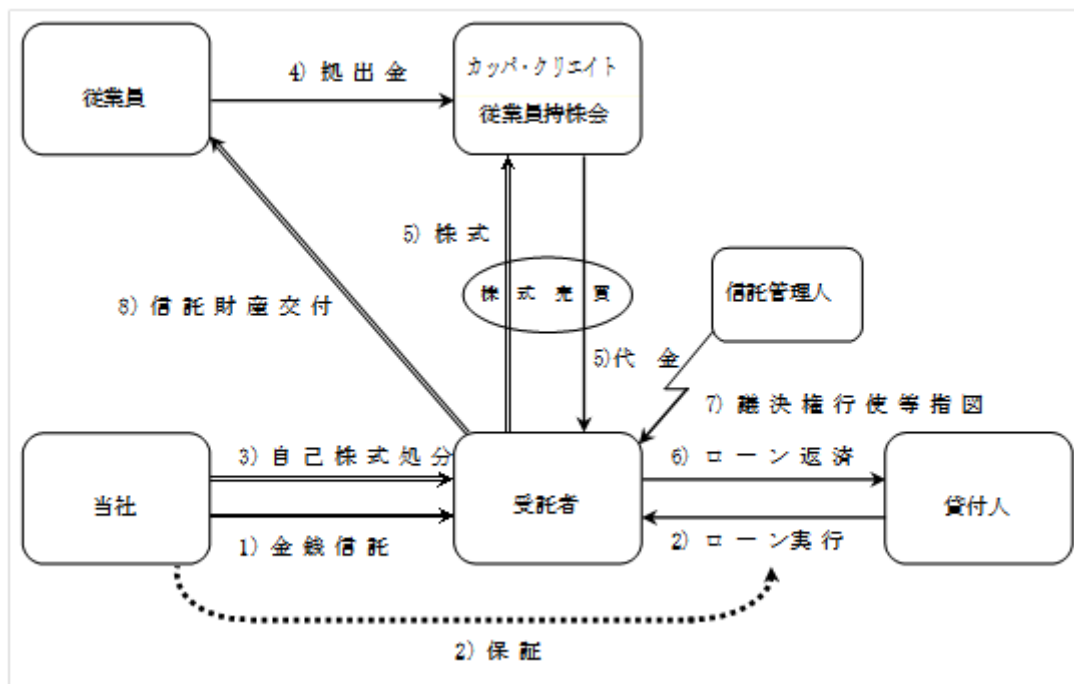 従業員
4) 拠出金
カッパ・クリエイト
従業員持株会
5) 株式
株式売買
信託管理人
8) 信託財産交付
5)代 金
7) 議決権行使等指図
当社
3) 自己株式処分
受託者
6) ローン返済
貸付人
1) 金銭信託
2) ローン実行
2) 保証